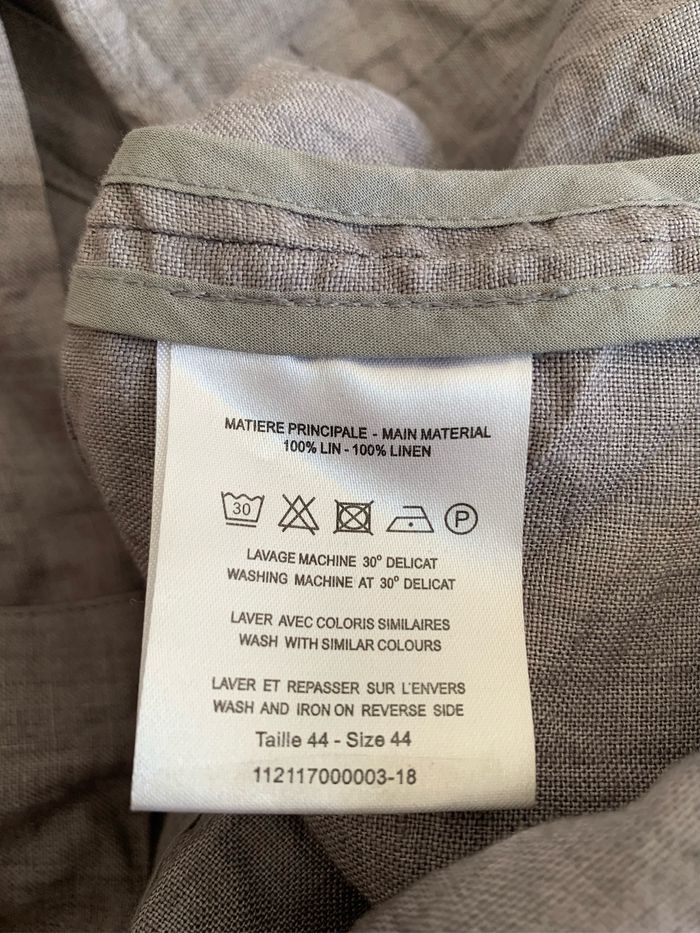 MATIERE PRINCIPALE - MAIN MATERIAL
100% LIN - 100% LINEN
30 P
LAVAGE MACHINE 30° DELICAT
WASHING MACHINE AT 30° DELICAT
LAVER AVEC COLORIS SIMILAIRES
WASH WITH SIMILAR COLOURS
LAVER ET REPASSER SUR L'ENVERS
WASH AND IRON ON REVERSE SIDE
Taille 44 - Size 44
112117000003-18